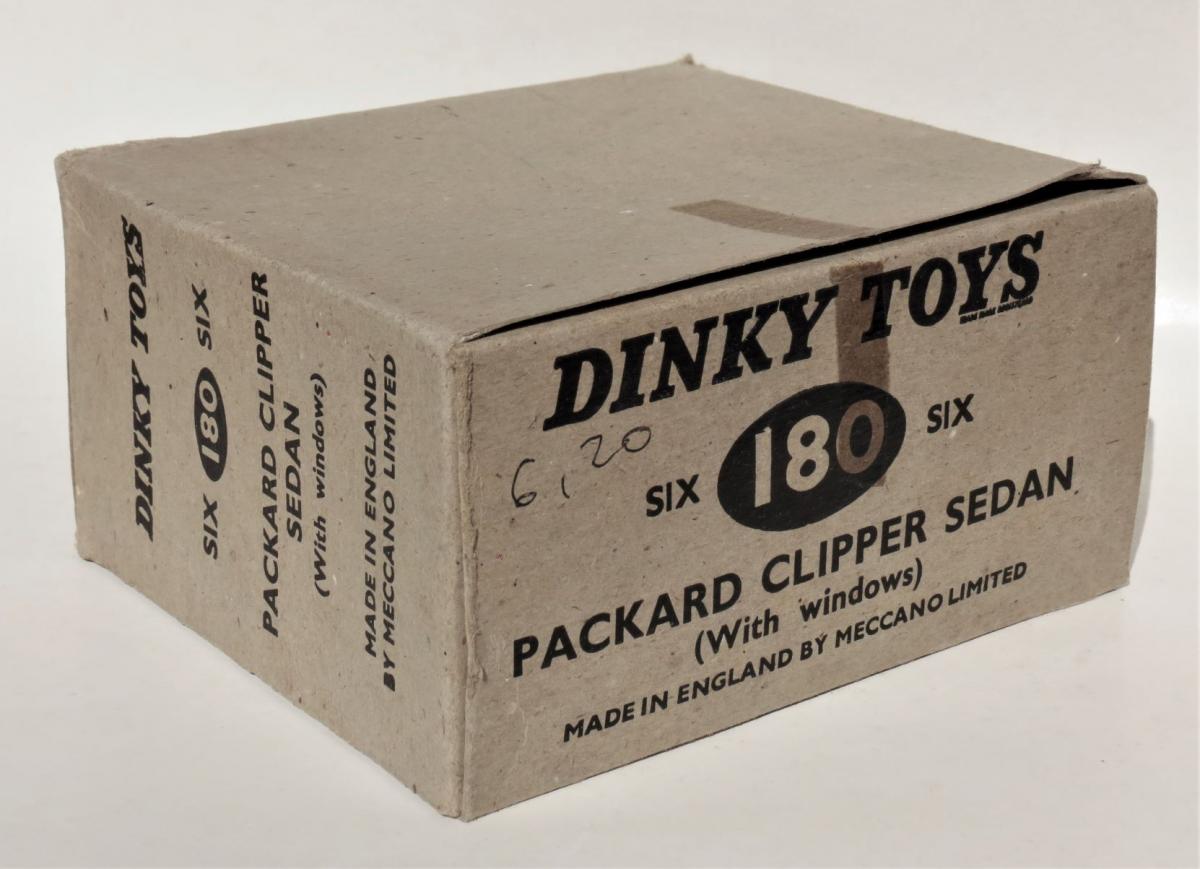 DINKY TOYS
SIX 180 SIX
PACKARD CLIPPER
SEDAN
(With windows)
MADE IN ENGLAND
BY MECCANO LIMITED
DINKY TOYS
6,20
SIX 180 SIX
PACKARD CLIPPER SEDAN
(With windows)
MADE IN ENGLAND BY MECCANO LIMITED